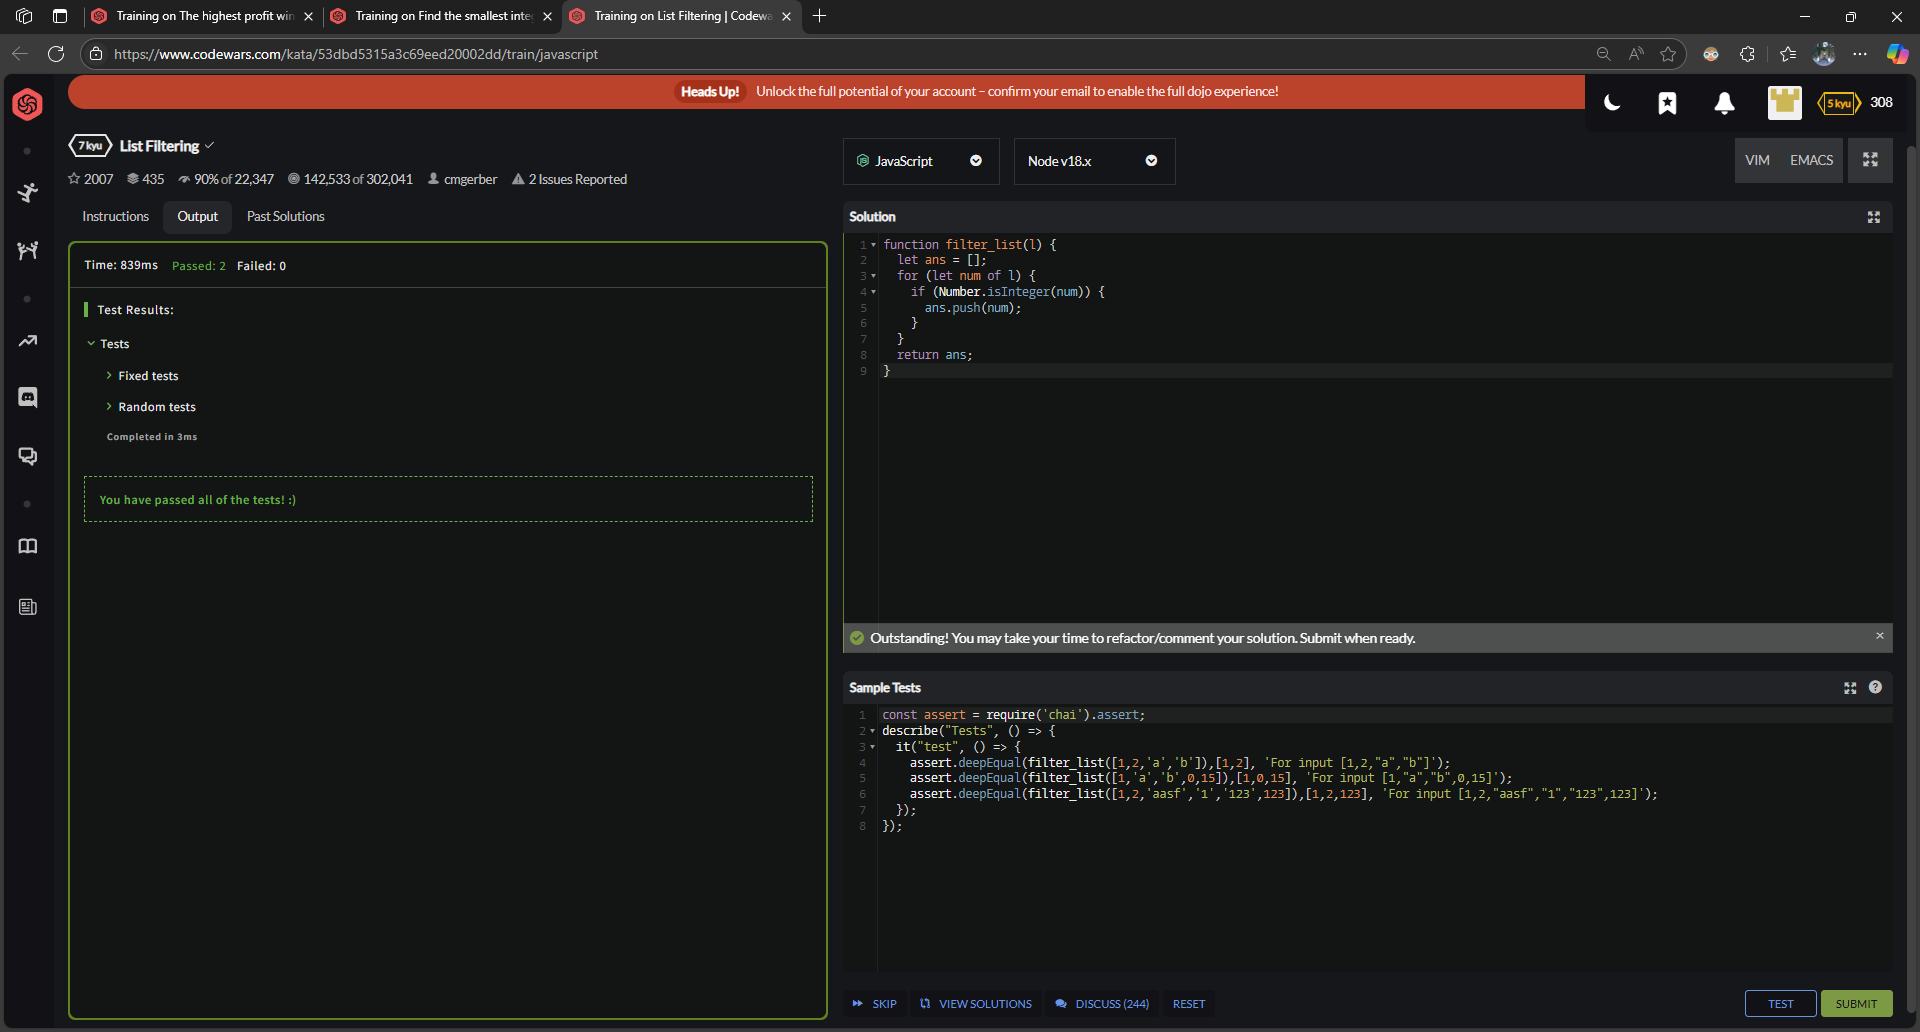 Training on The highest profit win
Training on Find the smallest inte
Training on List Filtering | Codewa
https://www.codewars.com/kata/53dbd5315a3c69eed20002dd/train/javascript
Heads Up! Unlock the full potential of your account – confirm your email to enable the full dojo experience!
5 kyu 308
7 kyu List Filtering
2007 435 90% of 22,347 142,533 of 302,041 cmgerber 2 Issues Reported
Instructions Output Past Solutions
Time: 839ms Passed: 2 Failed: 0
Test Results:
Tests
Fixed tests
Random tests
Completed in 3ms
You have passed all of the tests! :)
JavaScript Node v18.x VIM EMACS
Solution
1 function filter_list(l) {
2 let ans = [];
3 for (let num of l) {
4 if (Number.isInteger(num)) {
5 ans.push(num);
6 }
7 }
8 return ans;
9 }
Outstanding! You may take your time to refactor/comment your solution. Submit when ready.
Sample Tests
1 const assert = require('chai').assert;
2 describe("Tests", () => {
3 it("test", () => {
4 assert.deepEqual(filter_list([1,2,'a','b']),[1,2], 'For input [1,2,"a","b"]');
5 assert.deepEqual(filter_list([1,'a','b',0,15]),[1,0,15], 'For input [1,"a","b",0,15]');
6 assert.deepEqual(filter_list([1,2,'aasf','1','123',123]),[1,2,123], 'For input [1,2,"aasf","1","123",123]');
7 });
8 });
SKIP VIEW SOLUTIONS DISCUSS (244) RESET TEST SUBMIT